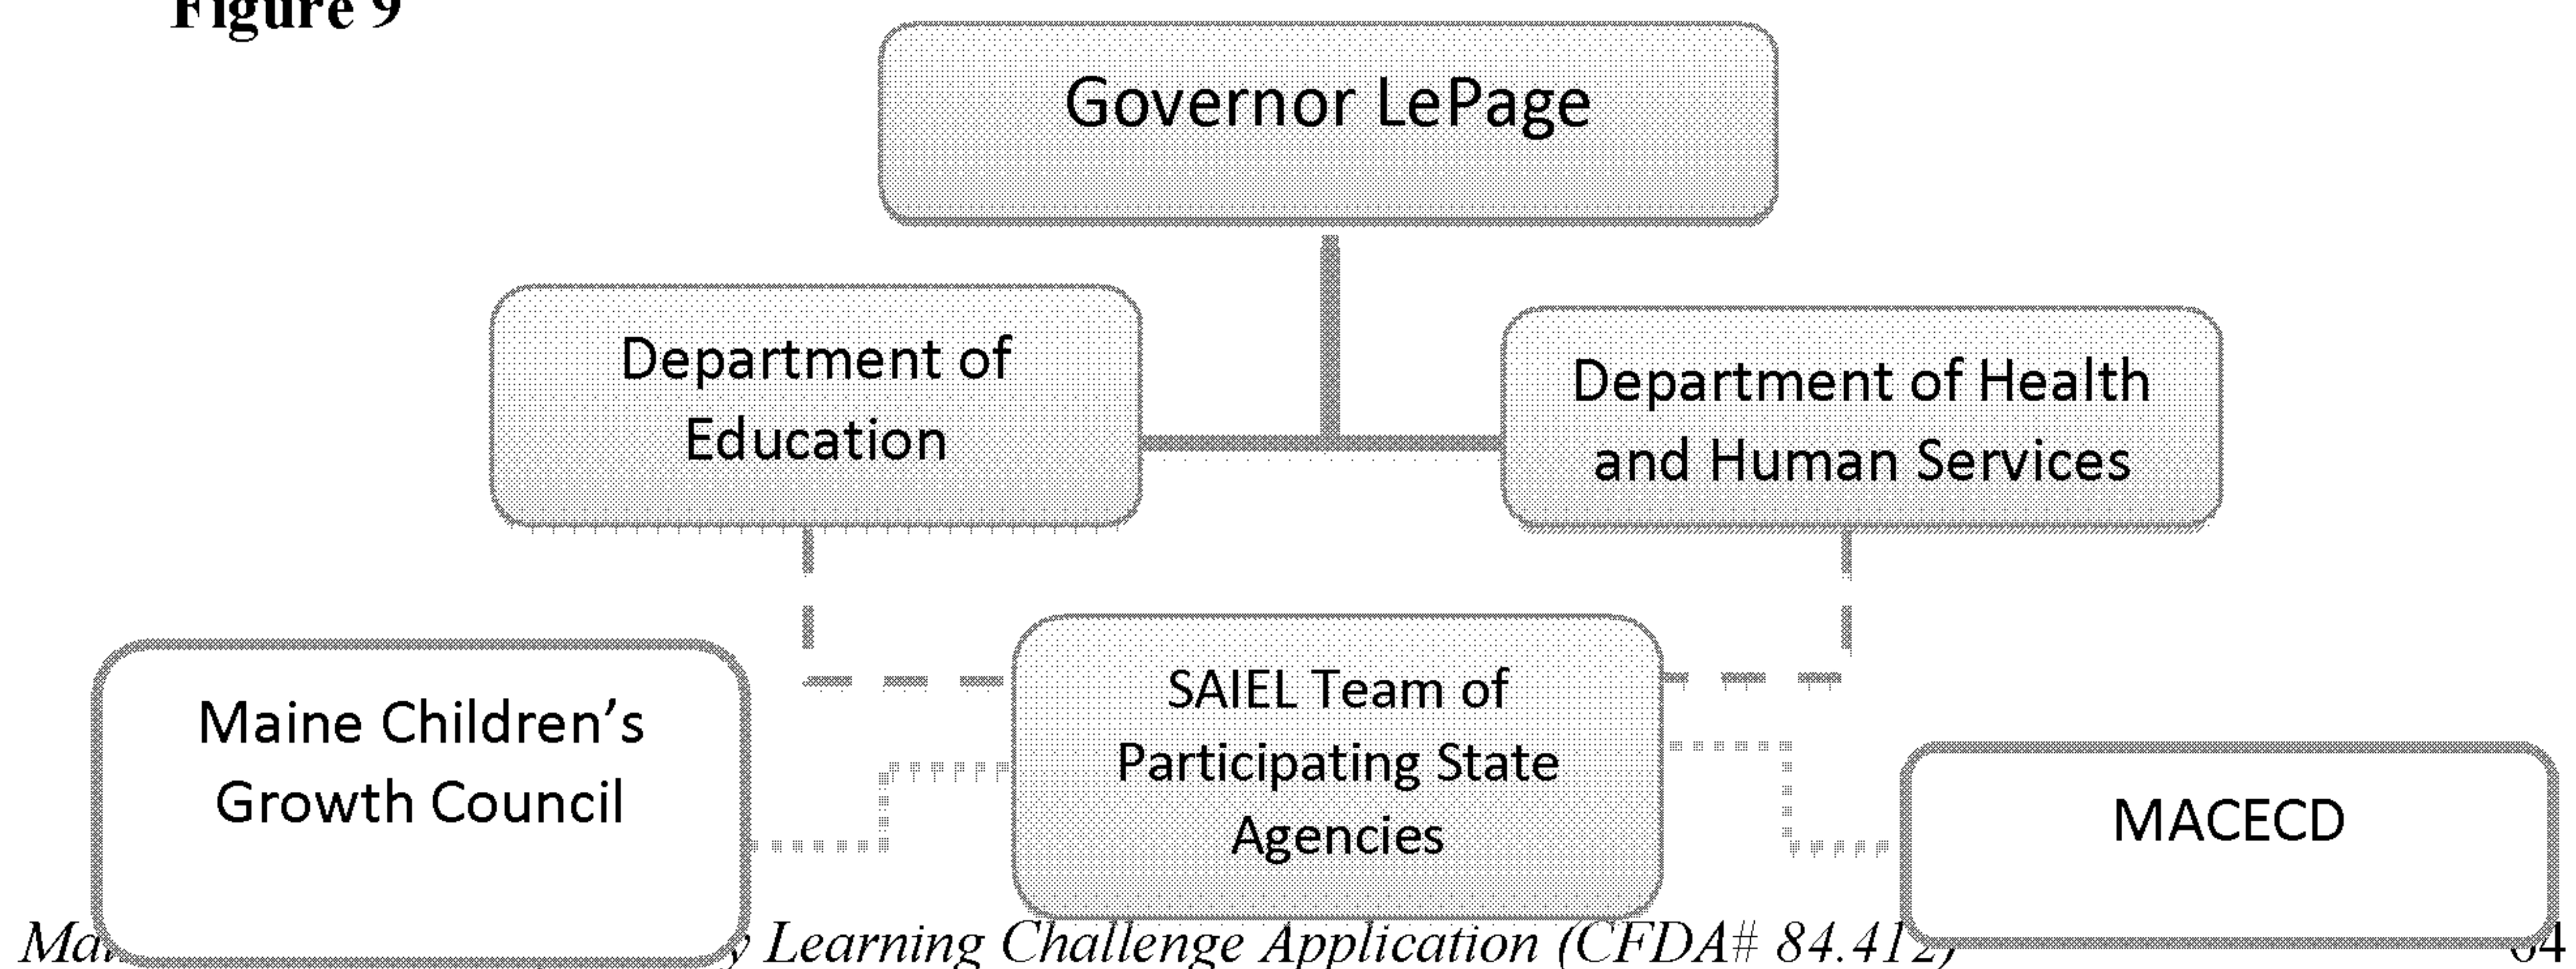 Figure 9
Governor LePage
Department of
Education
Department of Health
and Human Services
Maine Children's
Growth Council
SAIEL Team of
Participating State
Agencies
MACECD
Learning Challenge Application (CFDA# 84.412)